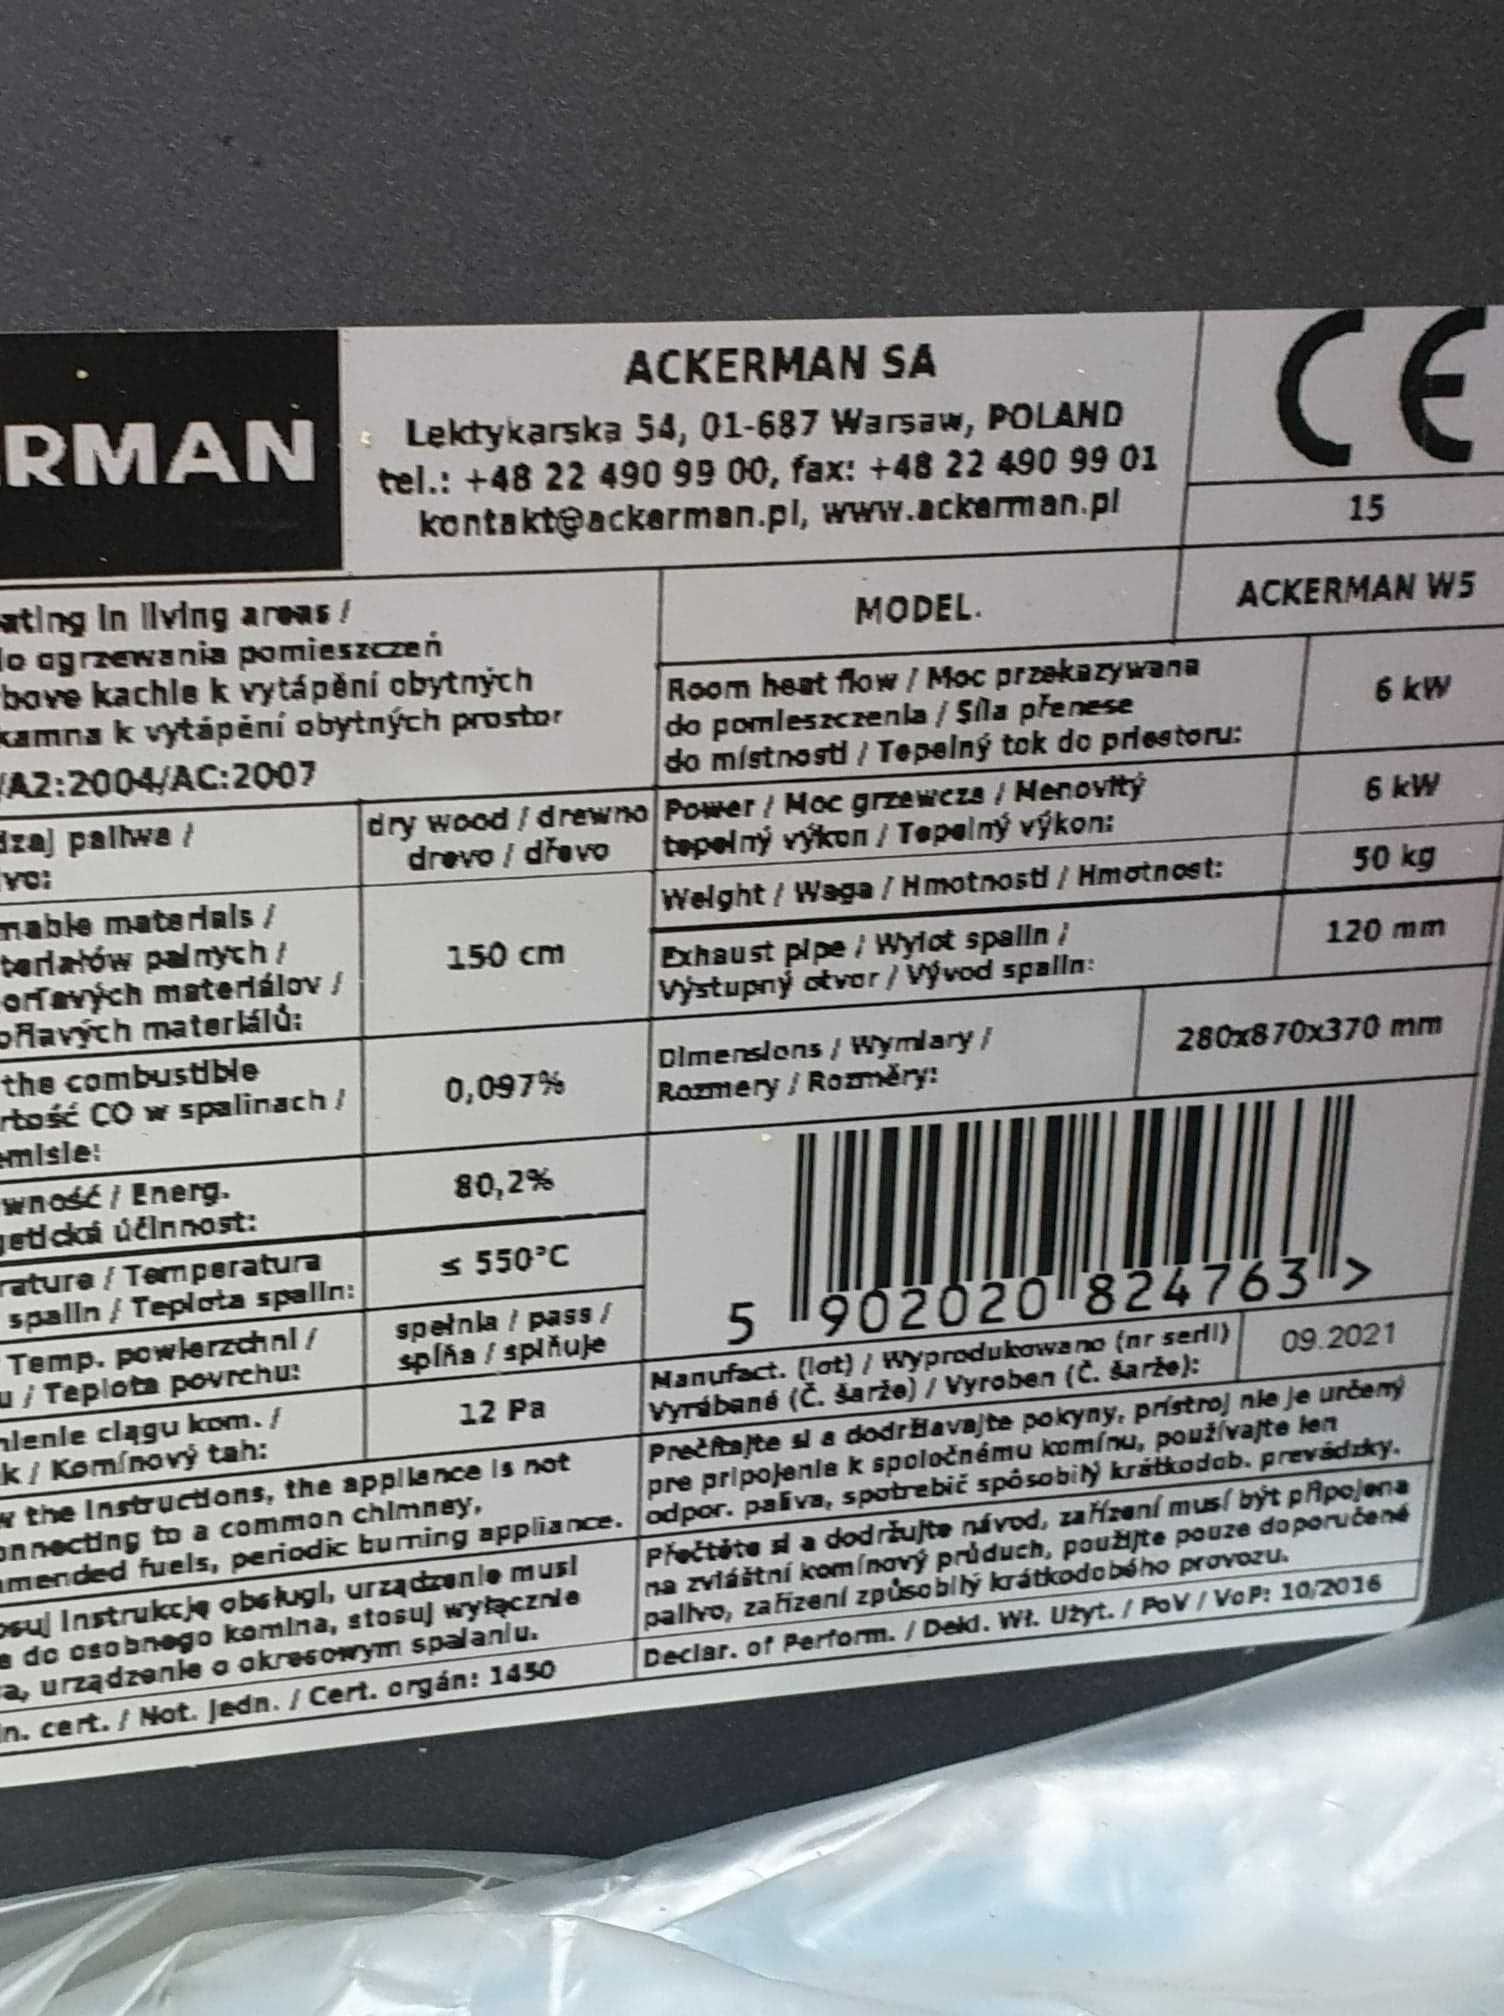 RMAN
ACKERMAN SA
Lektykarska 54, 01-687 Warsaw, POLAND
tel.: +48 22 490 99 00, fax: +48 22 490 99 01
kontakt@ackerman.pl, www.ackerman.pl
CE
15
ating in living areas /
do ogrzewania pomieszczeń
bove kachle k vytápění obytných
kamna k vytápění obytných prostor
/A2:2004/AC:2007
MODEL.
ACKERMAN W5
Room heat flow / Moc przekazywana
do pomieszczenia / Síla přenese
do místnosti / Tepelný tok do priestoru:
6 kW
dzaj paliwa /
vo:
dry wood / drewno
drevo / dřevo
Power / Moc grzewcza / Menovitý
tepelný výkon / Tepelný výkon:
6 kW
Weight / Waga / Hmotnosti / Hmotnost:
50 kg
mable materials /
teriałów palnych /
orľavých materiálov /
ořlavých materiálů:
150 cm
Exhaust pipe / Wylot spalin /
Výstupný otvor / Vývod spalin:
120 mm
Dimensions / Wymiary /
Rozmery / Rozměry:
280x870x370 mm
the combustible
rtość CO w spalinach /
emisie:
0,097%
wność / Energ.
getická účinnost:
80,2%
rature / Temperatura
spalin / Teplota spalin:
≤ 550°C
Temp. powierzchni /
u / Teplota povrchu:
spełnia / pass /
spĺňa / splňuje
nienie ciągu kom. /
k / Komínový tah:
12 Pa
5 902020 824763 >
Manufact. (lot) / Wyprodukowano (nr serii)
Vyrábané (Č. šarže) / Vyroben (Č. šarže):
09.2021
w the instructions, the appliance is not
onnecting to a common chimney,
mmended fuels, periodic burning appliance.
Prečítajte si a dodržiavajte pokyny, prístroj nie je určený
pre pripojenia k spoločnému komínu, používajte len
odpor. paliva, spotrebič spôsobilý krátkodob. prevádzky.
osuj instrukcję obsługi, urządzenie musi
e do osobnego komina, stosuj wyłącznie
a, urządzenie o okresowym spalaniu.
Přečtěte si a dodržujte návod, zařízení musí být připojena
na zvláštní komínový průduch, použijte pouze doporučené
palivo, zařízení způsobilý krátkodobého provozu.
n. cert. / Not. Jedn. / Cert. orgán: 1450
Declar. of Perform. / Dekl. Wł. Użyt. / PoV / VoP: 10/2016